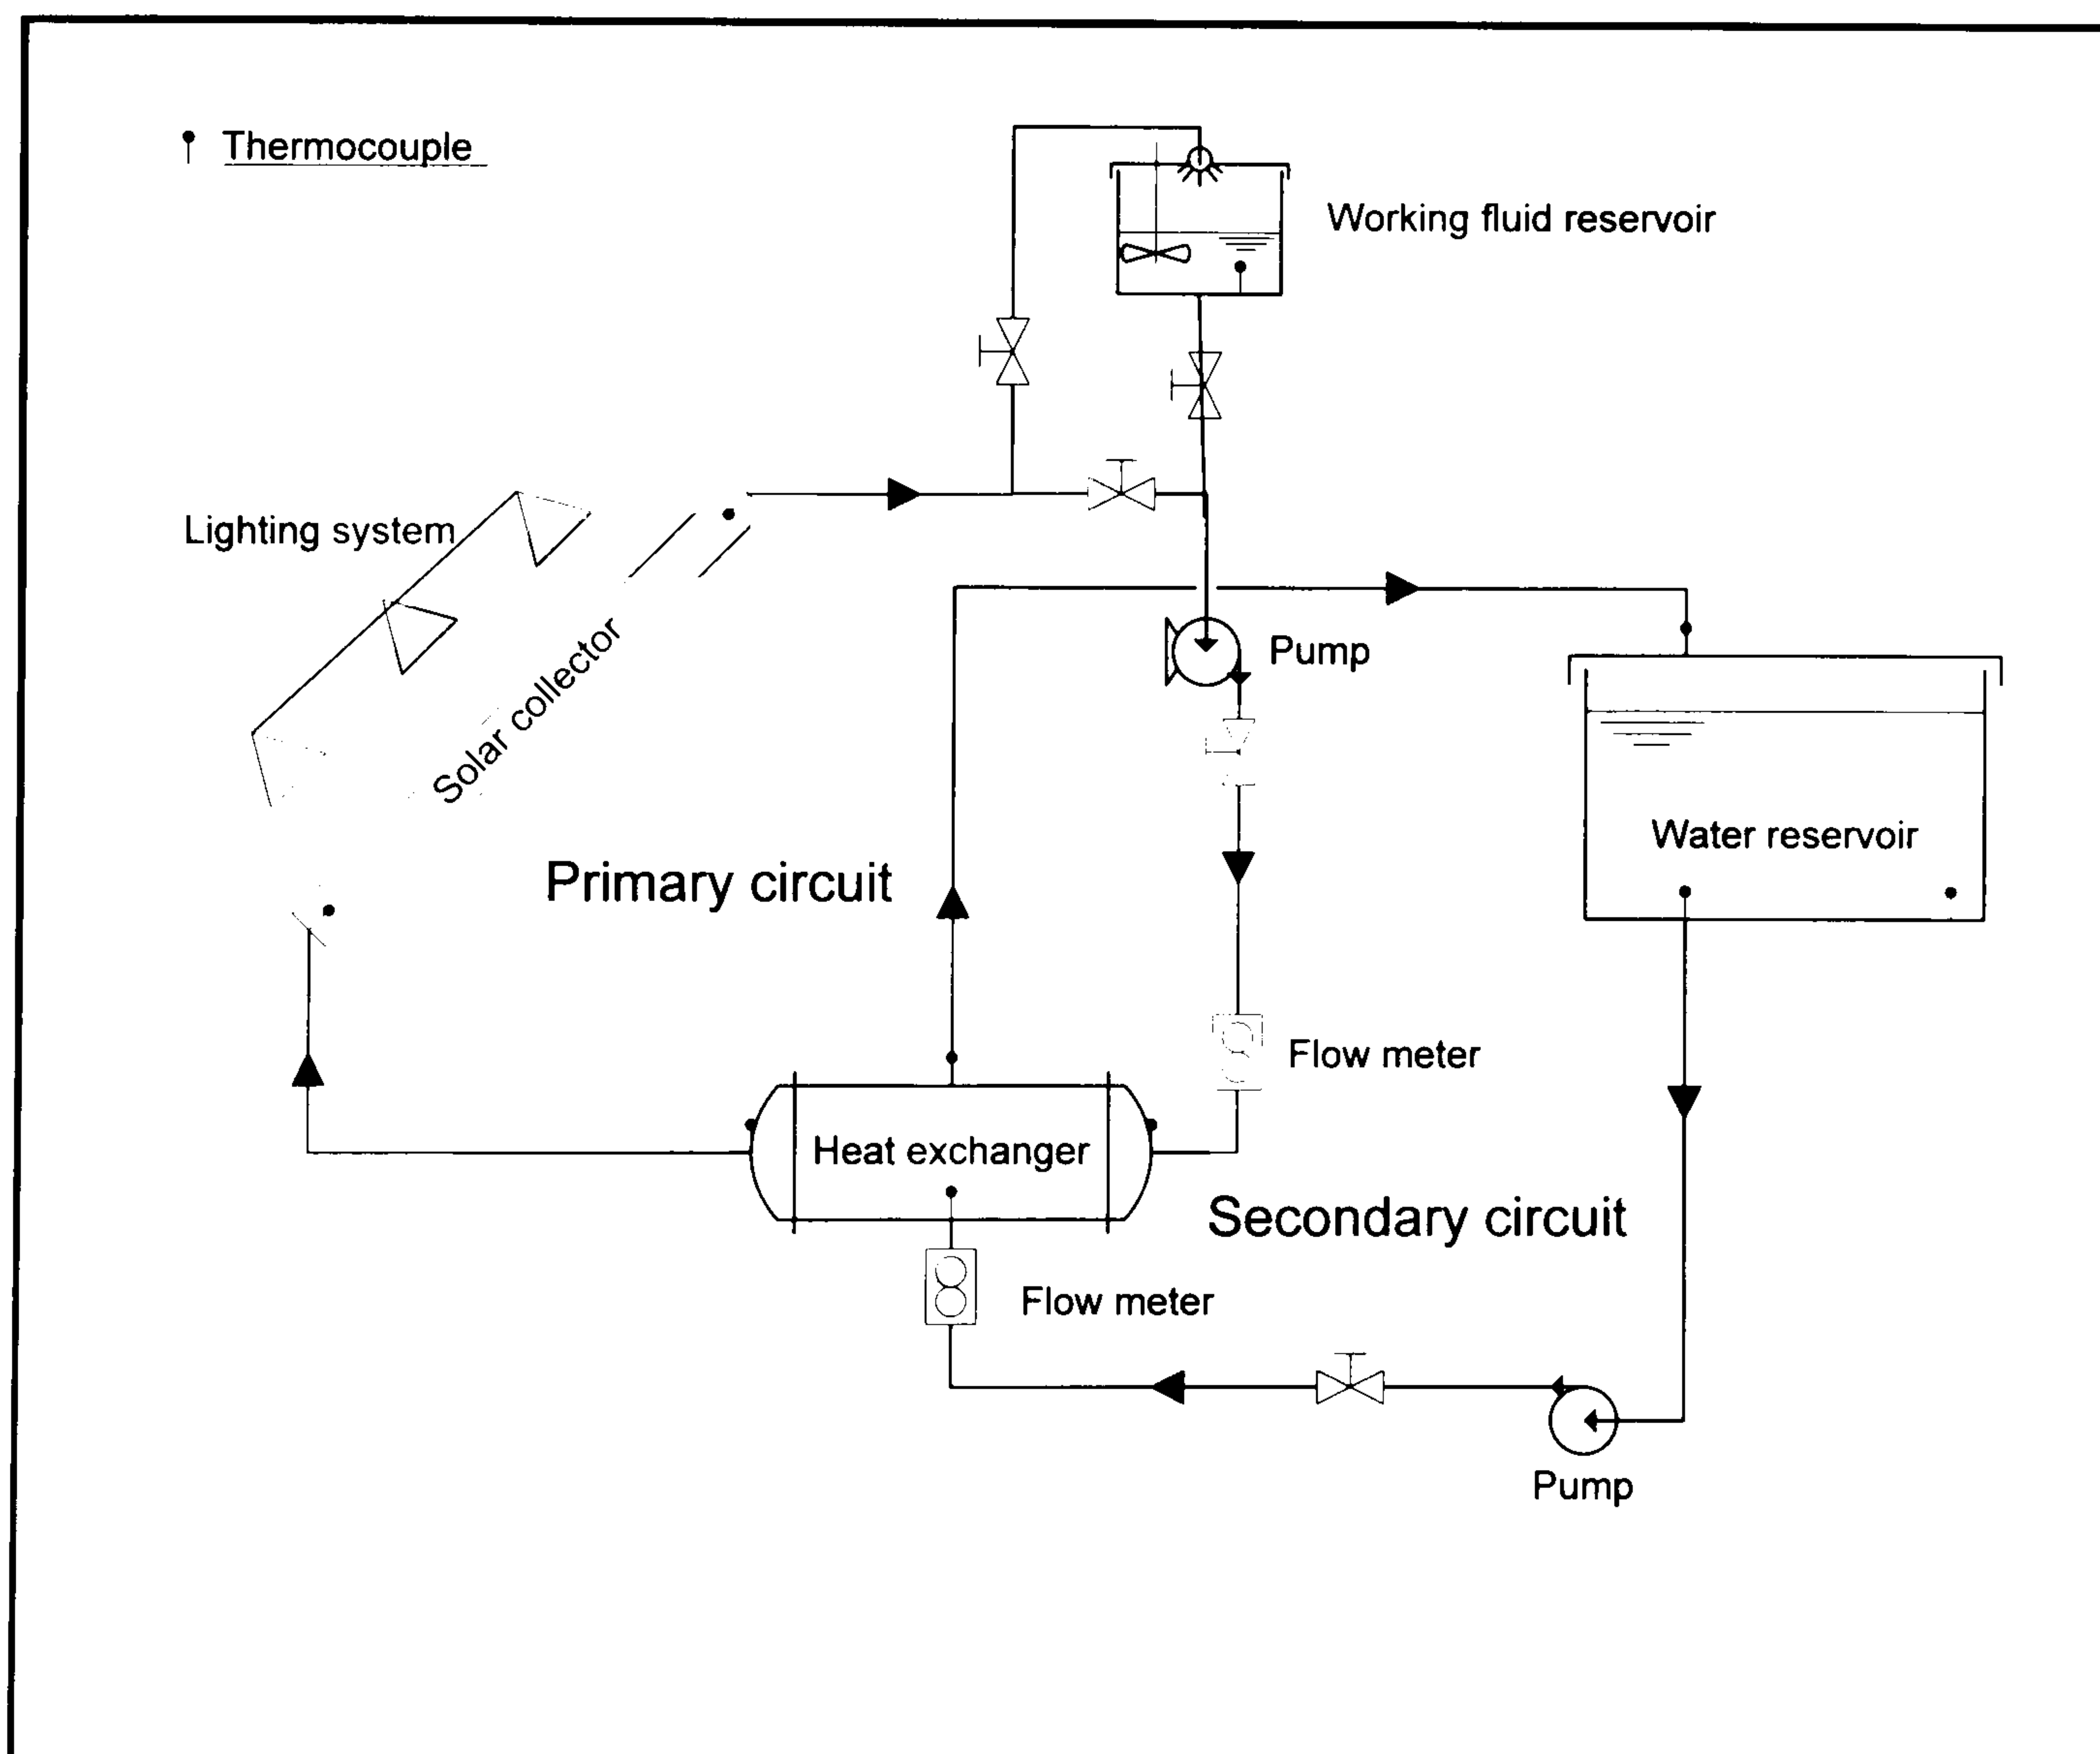 Thermocouple
Working fluid reservoir
Lighting system
Solar collector
Pump
Water reservoir
Primary circuit
Flow meter
Heat exchanger
Secondary circuit
Flow meter
Pump